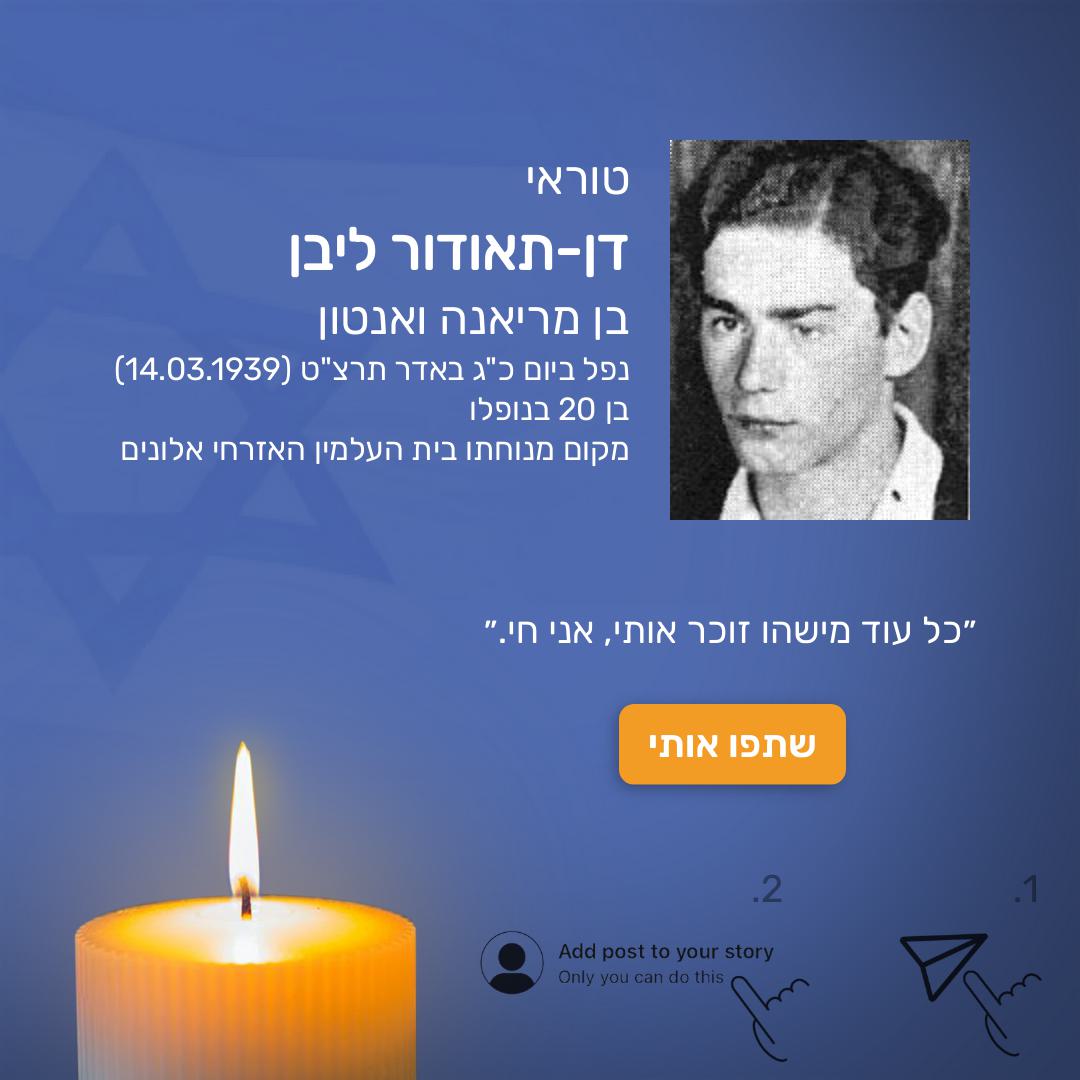 טוראי
דן-תאודור ליבן
בן מריאנה ואנטון
נפל ביום כ"ג באדר תרצ"ט (14.03.1939)
בן 20 בנופלו
מקום מנוחתו בית העלמין האזרחי אלונים
״כל עוד מישהו זוכר אותי, אני חי.״
שתפו אותי
.1
.2
Add post to your story
Only you can do this